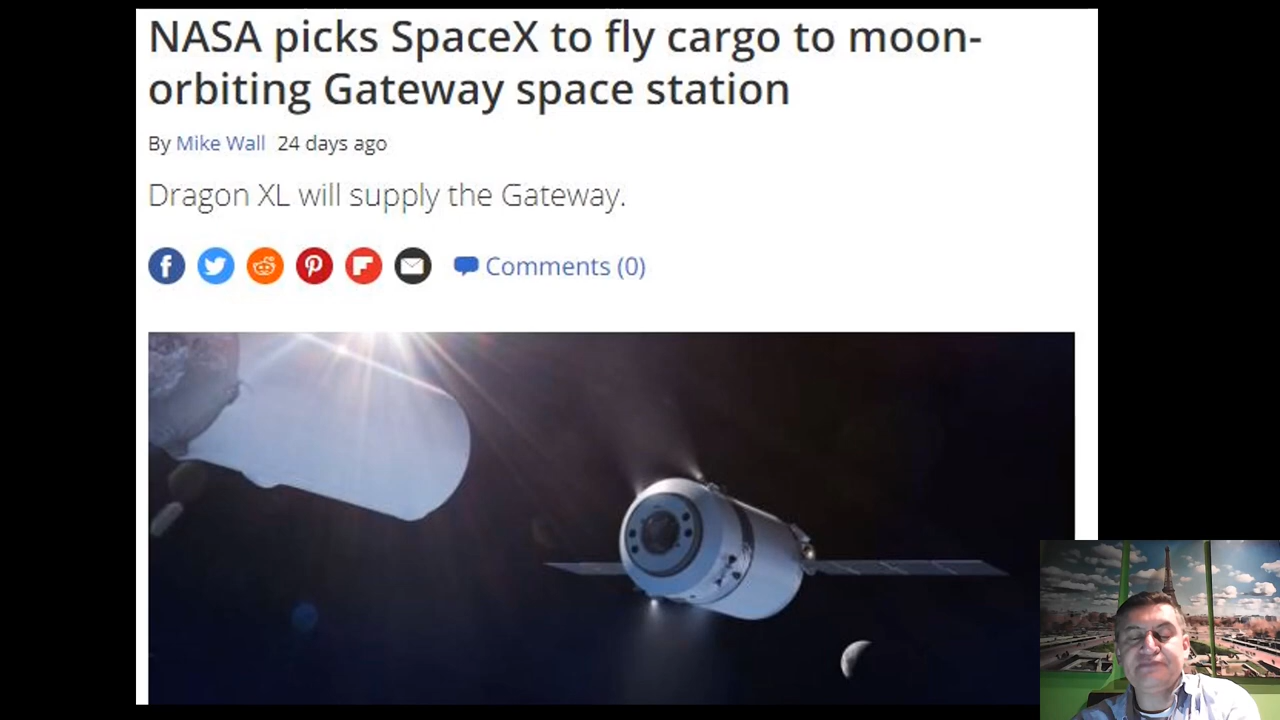 NASA picks SpaceX to fly cargo to moon-
orbiting Gateway space station
By Mike Wall 24 days ago
Dragon XL will supply the Gateway.
Comments (0)